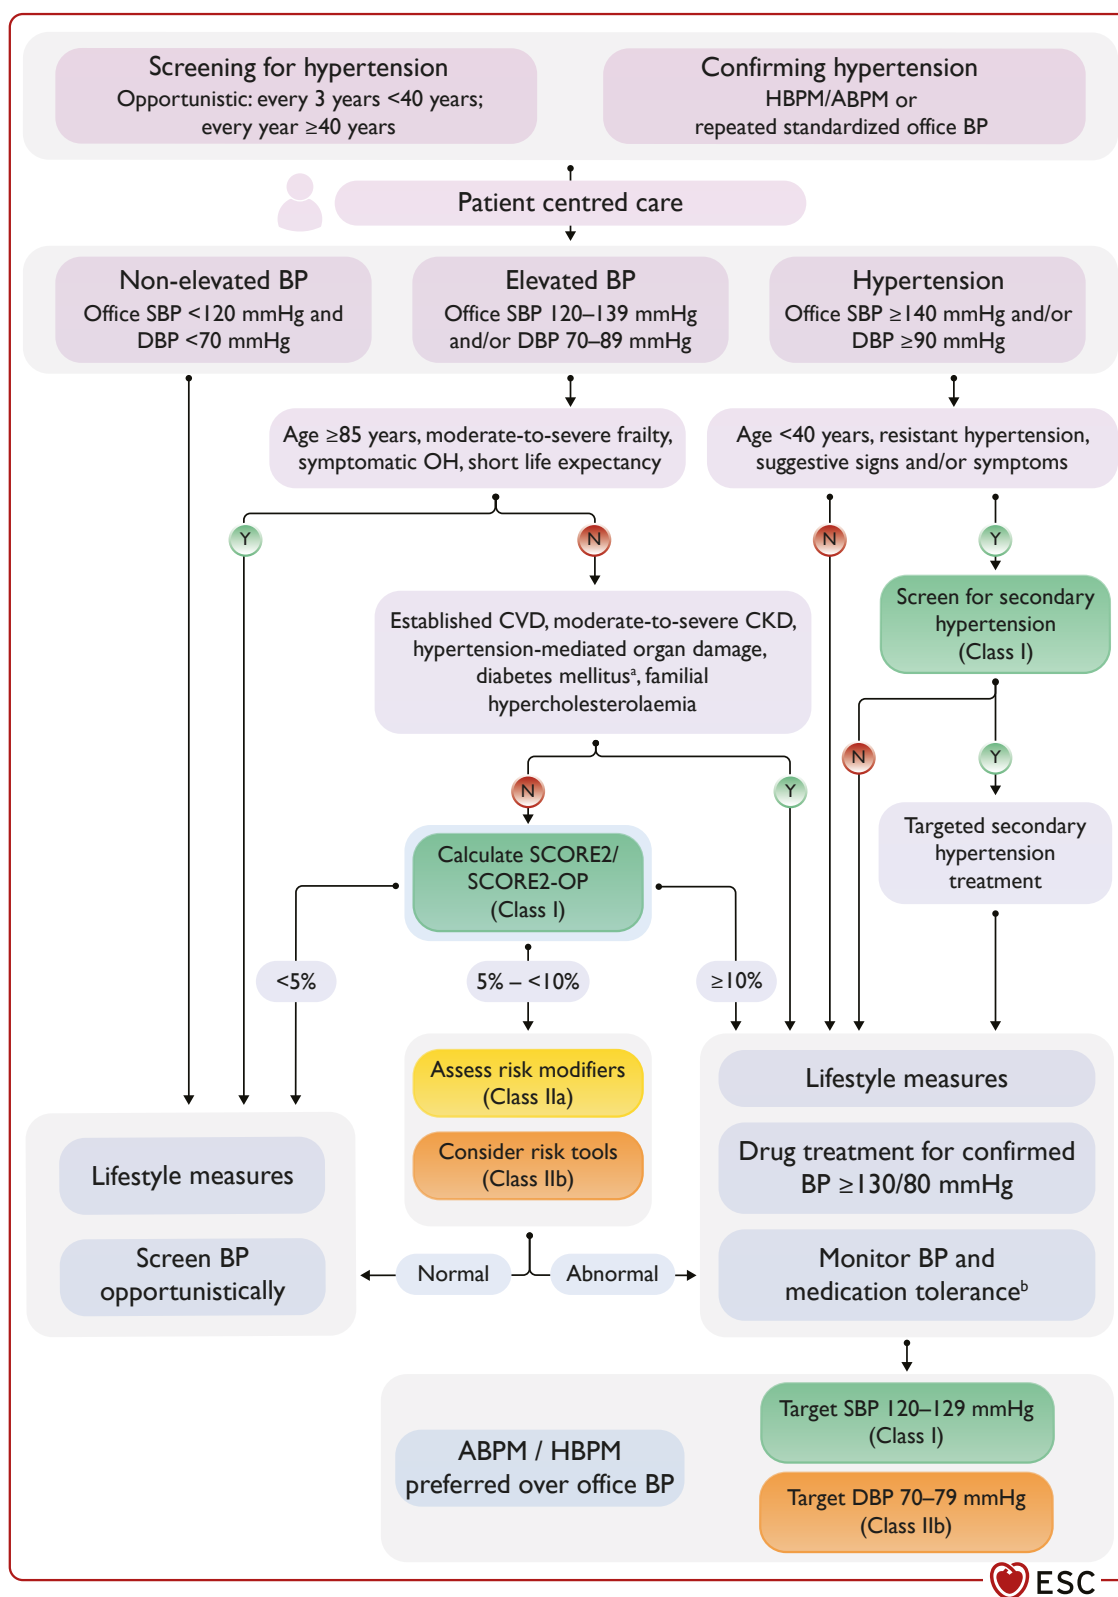 Screening for hypertension
Opportunistic: every 3 years <40 years;
every year ≥40 years
Confirming hypertension
HBPM/ABPM or
repeated standardized office BP
Patient centred care
Non-elevated BP
Office SBP <120 mmHg and
DBP <70 mmHg
Elevated BP
Office SBP 120–139 mmHg
and/or DBP 70–89 mmHg
Hypertension
Office SBP ≥140 mmHg and/or
DBP ≥90 mmHg
Age ≥85 years, moderate-to-severe frailty,
symptomatic OH, short life expectancy
Age <40 years, resistant hypertension,
suggestive signs and/or symptoms
Y
N
N
Y
Screen for secondary
hypertension
(Class I)
Established CVD, moderate-to-severe CKD,
hypertension-mediated organ damage,
diabetes mellitusᵃ, familial
hypercholesterolaemia
N
Y
N
Y
Calculate SCORE2/
SCORE2-OP
(Class I)
Targeted secondary
hypertension
treatment
<5%
5% – <10%
≥10%
Assess risk modifiers
(Class IIa)
Consider risk tools
(Class IIb)
Lifestyle measures
Drug treatment for confirmed
BP ≥130/80 mmHg
Monitor BP and
medication toleranceᵇ
Lifestyle measures
Screen BP
opportunistically
Normal
Abnormal
ABPM / HBPM
preferred over office BP
Target SBP 120–129 mmHg
(Class I)
Target DBP 70–79 mmHg
(Class IIb)
ESC